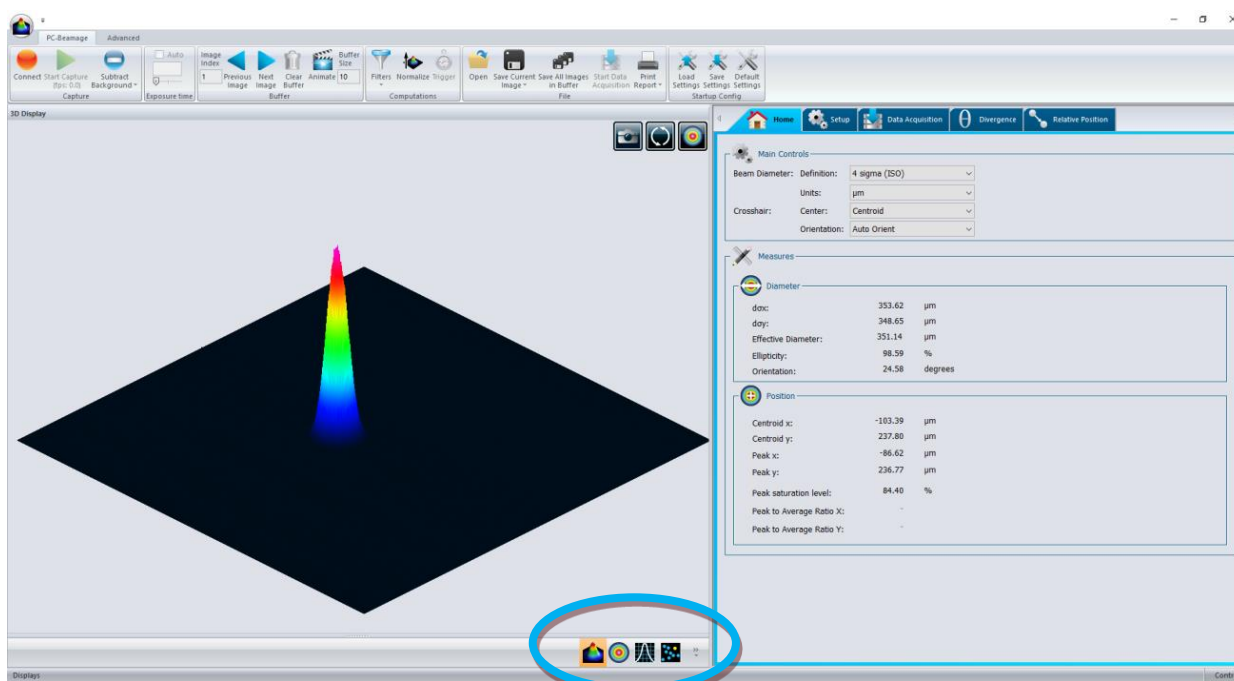 PC-Beamage Advanced
Connect Start Capture (fps: 0.0) Subtract Background
Capture
Auto
Exposure time
Image Index 1 Previous Image Next Image Clear Buffer Animate Buffer Size 10
Buffer
Filters Normalize Trigger
Computations
Open Save Current Image Save All Images in Buffer Start Data Acquisition Print Report
File
Load Settings Save Settings Default Settings
Startup Config
3D Display
Home Setup Data Acquisition Divergence Relative Position
Main Controls
Beam Diameter: Definition: 4 sigma (ISO)
Units: µm
Crosshair: Center: Centroid
Orientation: Auto Orient
Measures
Diameter
dσx: 353.62 µm
dσy: 348.65 µm
Effective Diameter: 351.14 µm
Ellipticity: 98.59 %
Orientation: 24.58 degrees
Position
Centroid x: -103.39 µm
Centroid y: 237.80 µm
Peak x: -86.62 µm
Peak y: 236.77 µm
Peak saturation level: 84.40 %
Peak to Average Ratio X: -
Peak to Average Ratio Y: -
Displays